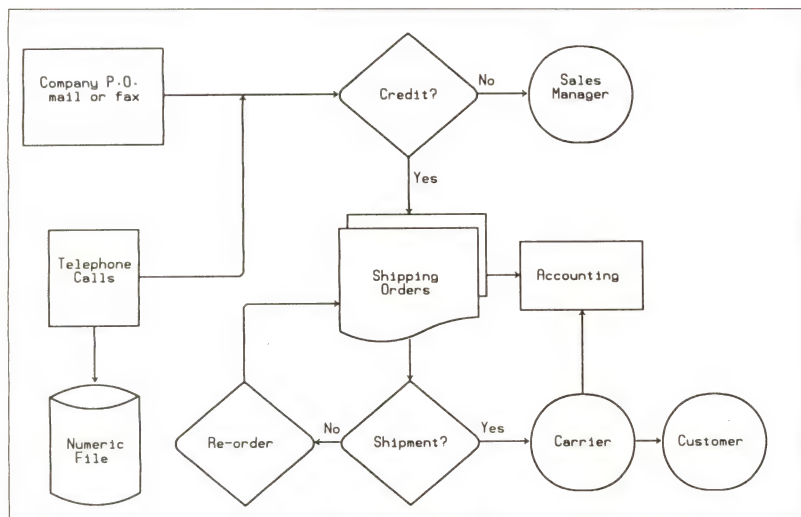 Company P.O.
mail or fax
Credit?
No
Sales
Manager
Yes
Telephone
Calls
Shipping
Orders
Accounting
Numeric
File
Re-order
No
Shipment?
Yes
Carrier
Customer